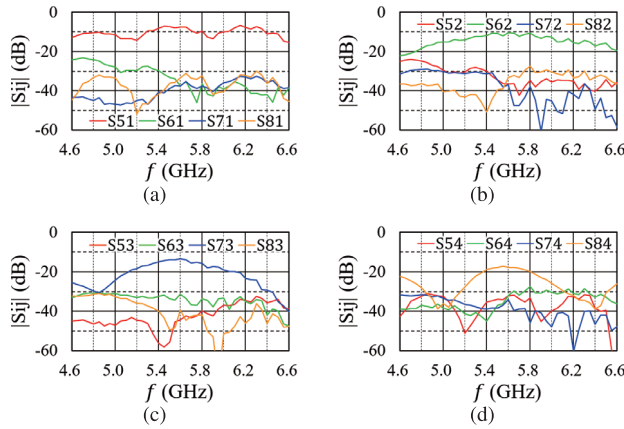 0
S52 S62 S72 S82
-20
|Sij| (dB)
-40
S51 S61 S71 S81
-60
4.6 5.0 5.4 5.8 6.2 6.6
f (GHz)
(a)
0
|Sij| (dB)
-20
-40
-60
4.6 5.0 5.4 5.8 6.2 6.6
f (GHz)
(b)
0
S53 S63 S73 S83
-20
|Sij| (dB)
-40
-60
4.6 5.0 5.4 5.8 6.2 6.6
f (GHz)
(c)
0
S54 S64 S74 S84
-20
|Sij| (dB)
-40
-60
4.6 5.0 5.4 5.8 6.2 6.6
f (GHz)
(d)